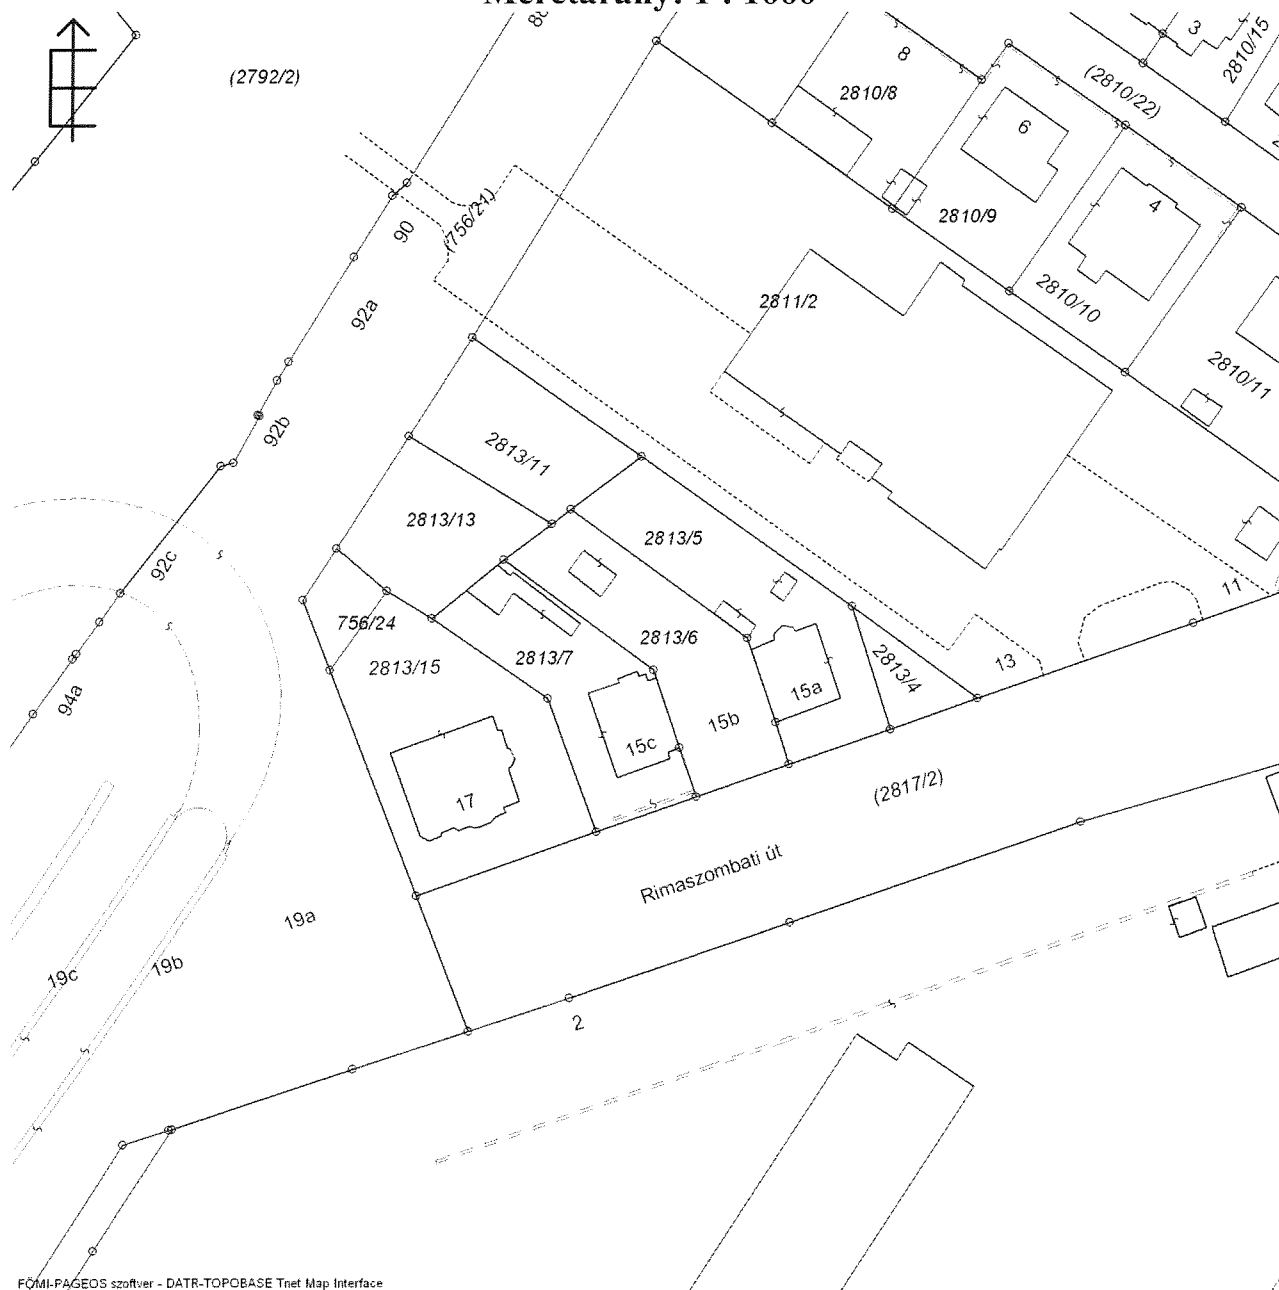 Méretarány: 1 : 1000
(2792/2)
8
3
2810/15
2810/8
(2810/22)
6
4
90
(756/21)
2810/9
2811/2
2810/10
92a
2810/11
92b
2813/11
2813/13
2813/5
92c
11
756/24
2813/6
2813/15
2813/7
2813/4
13
94a
15a
15b
15c
17
(2817/2)
Rimaszombati út
19a
19b
19c
2
FÖMI-PAGEOS szoftver - DATR-TOPOBASE Tnet Map Interface